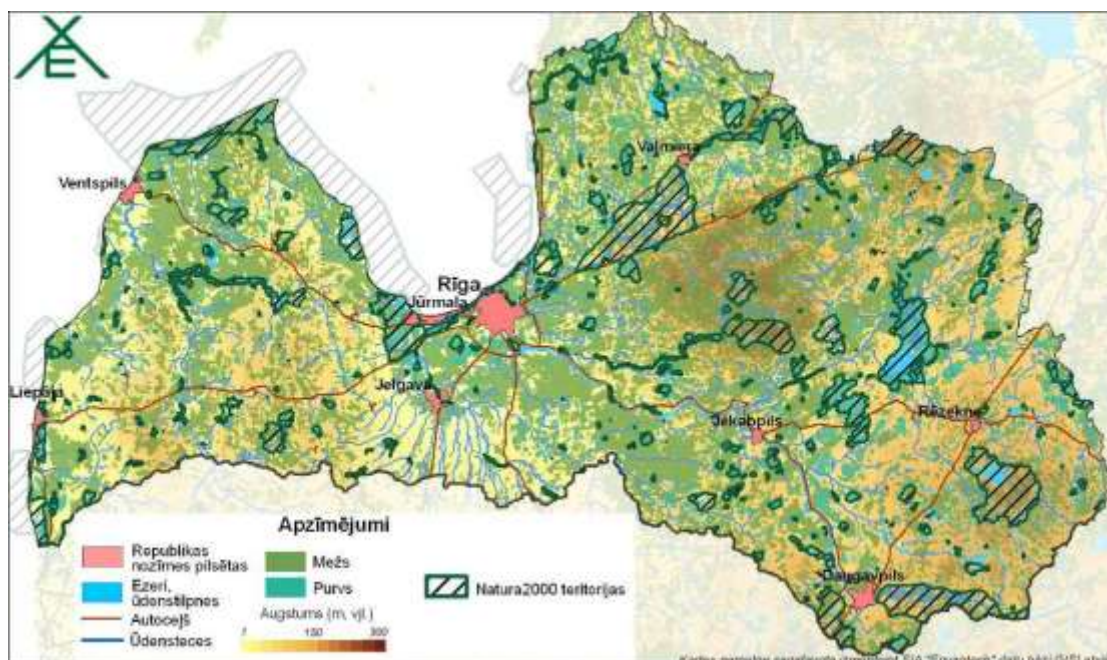 Ventspils
Valmiera
Rīga
Jūrmala
Liepāja
Jelgava
Jēkabpils
Rēzekne
Daugavpils
Apzīmējumi
Republikas
nozīmes pilsētas
Ezeri,
ūdenstilpnes
Autoceļš
Ūdensteces
Mežs
Purvs
Augstums (m, vjl.)
150
300
Natura2000 teritorijas